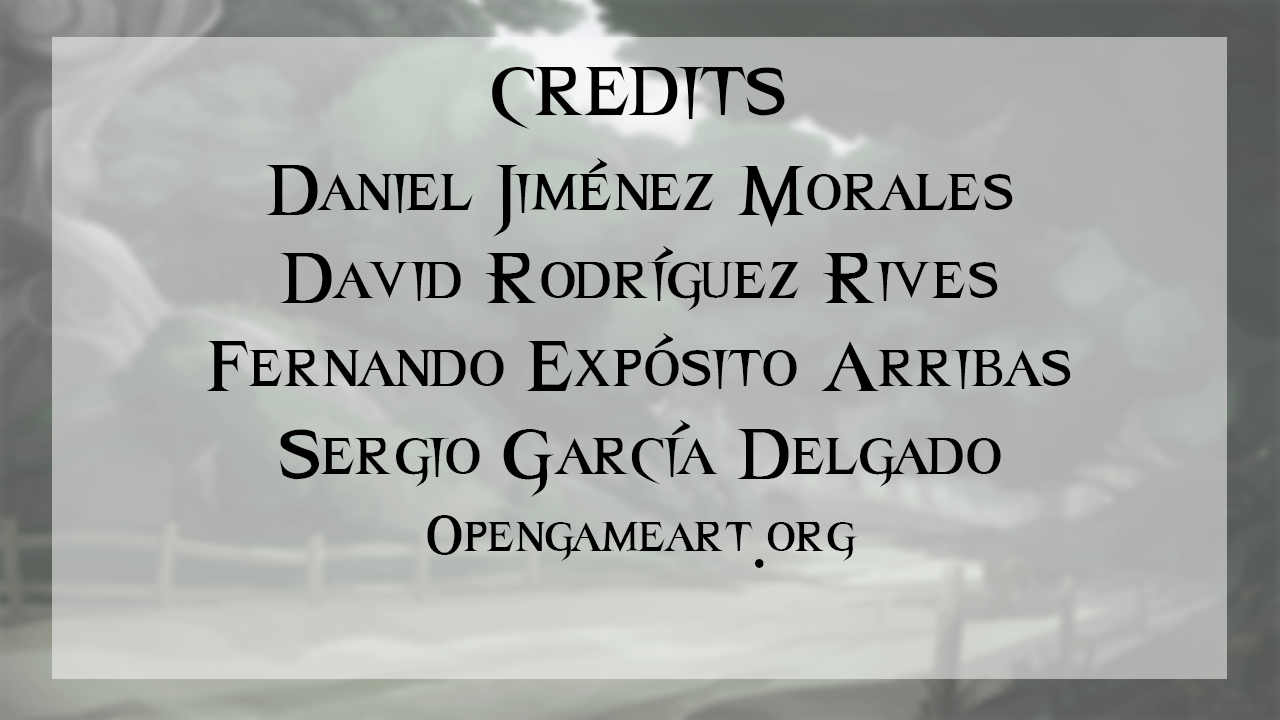 CREDITS
Daniel Jiménez Morales
David Rodríguez Rives
Fernando Expósito Arribas
Sergio García Delgado
Opengameart.org